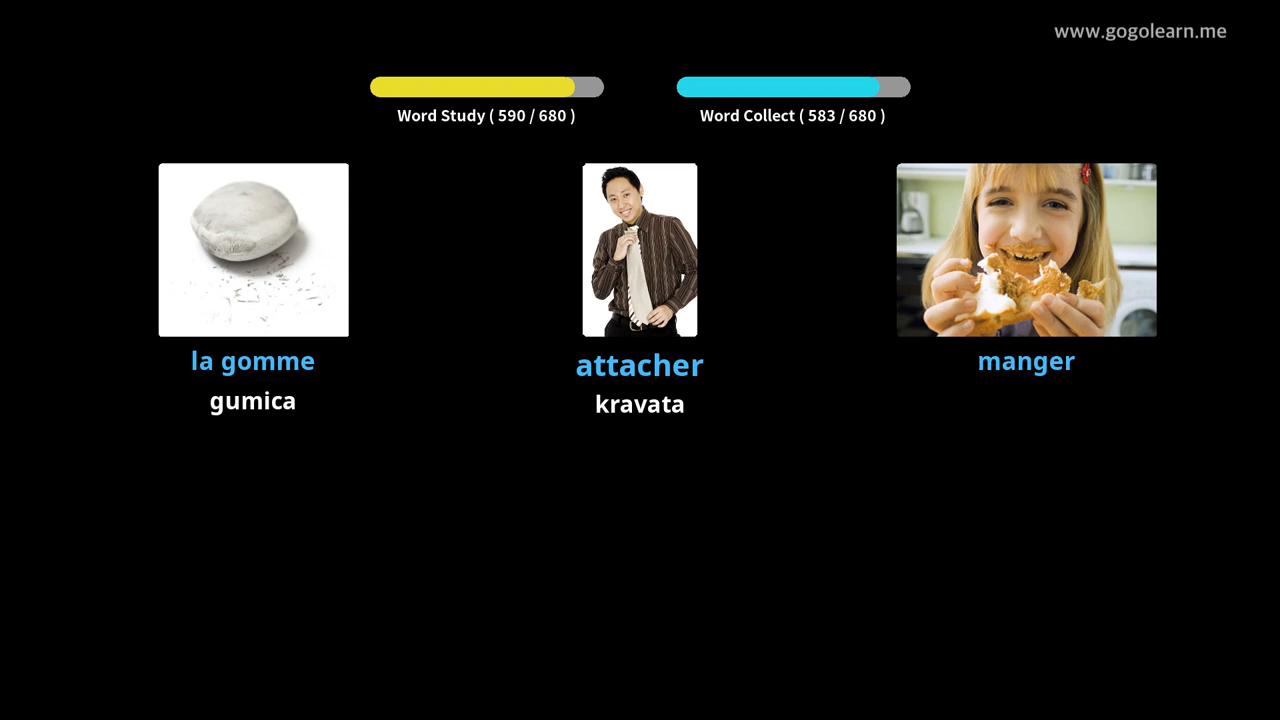 www.gogolearn.me
Word Study ( 590 / 680 )
Word Collect ( 583 / 680 )
la gomme
gumica
attacher
kravata
manger